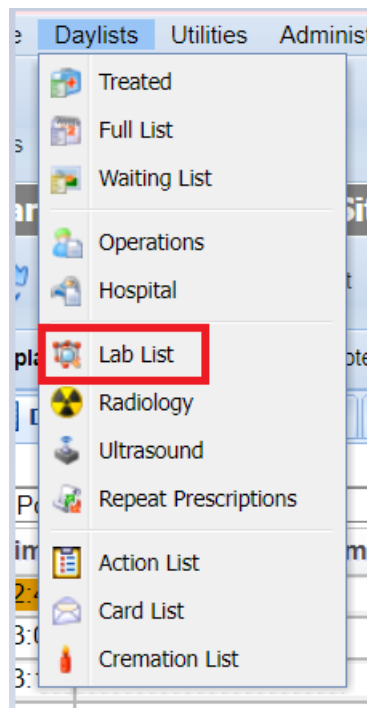 Daylists Utilities
Treated
Full List
Waiting List
Operations
Hospital
Lab List
Radiology
Ultrasound
Repeat Prescriptions
Action List
Card List
Cremation List